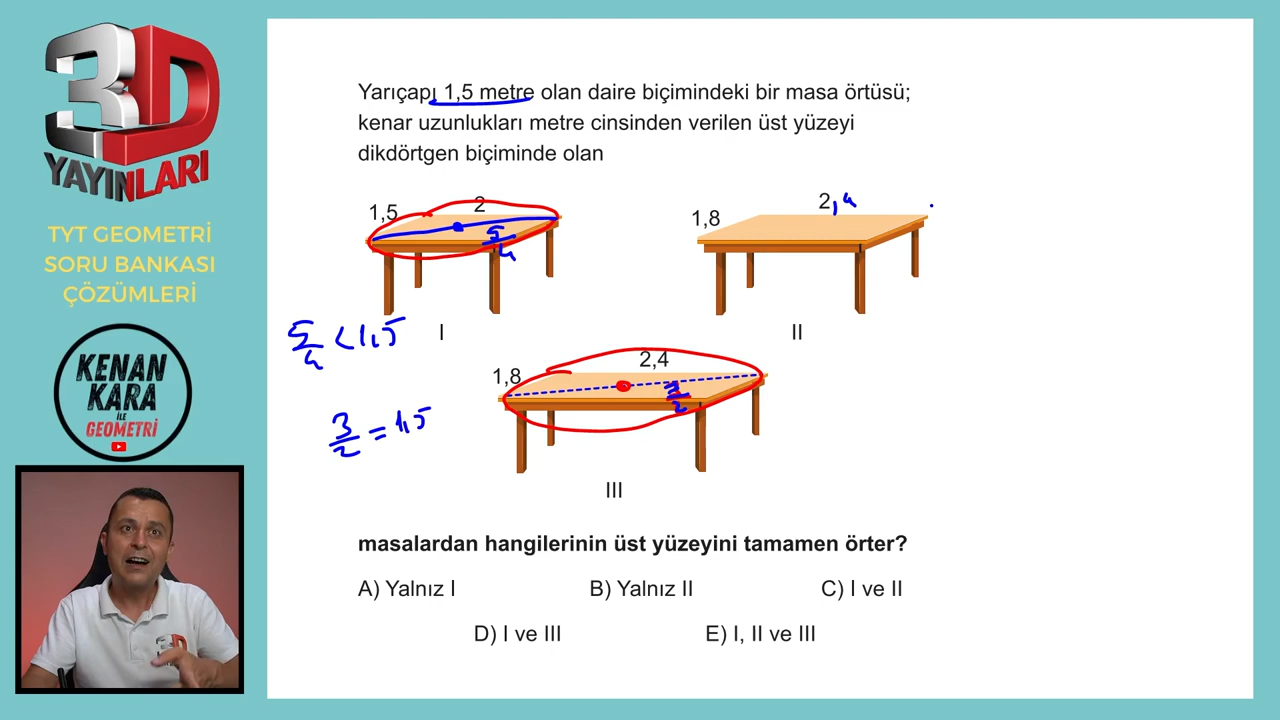 3D
YAYINLARI
TYT GEOMETRİ
SORU BANKASI
ÇÖZÜMLERİ
KENAN
KARA
İLE
GEOMETRİ
3D
Yarıçapı 1,5 metre olan daire biçimindeki bir masa örtüsü;
kenar uzunlukları metre cinsinden verilen üst yüzeyi
dikdörtgen biçiminde olan
1,5 2
5/4
I
1,8 2,4
II
5/4 < 1,5
1,8 2,4
3/2
III
3/2 = 1,5
masalardan hangilerinin üst yüzeyini tamamen örter?
A) Yalnız I B) Yalnız II C) I ve II
D) I ve III E) I, II ve III